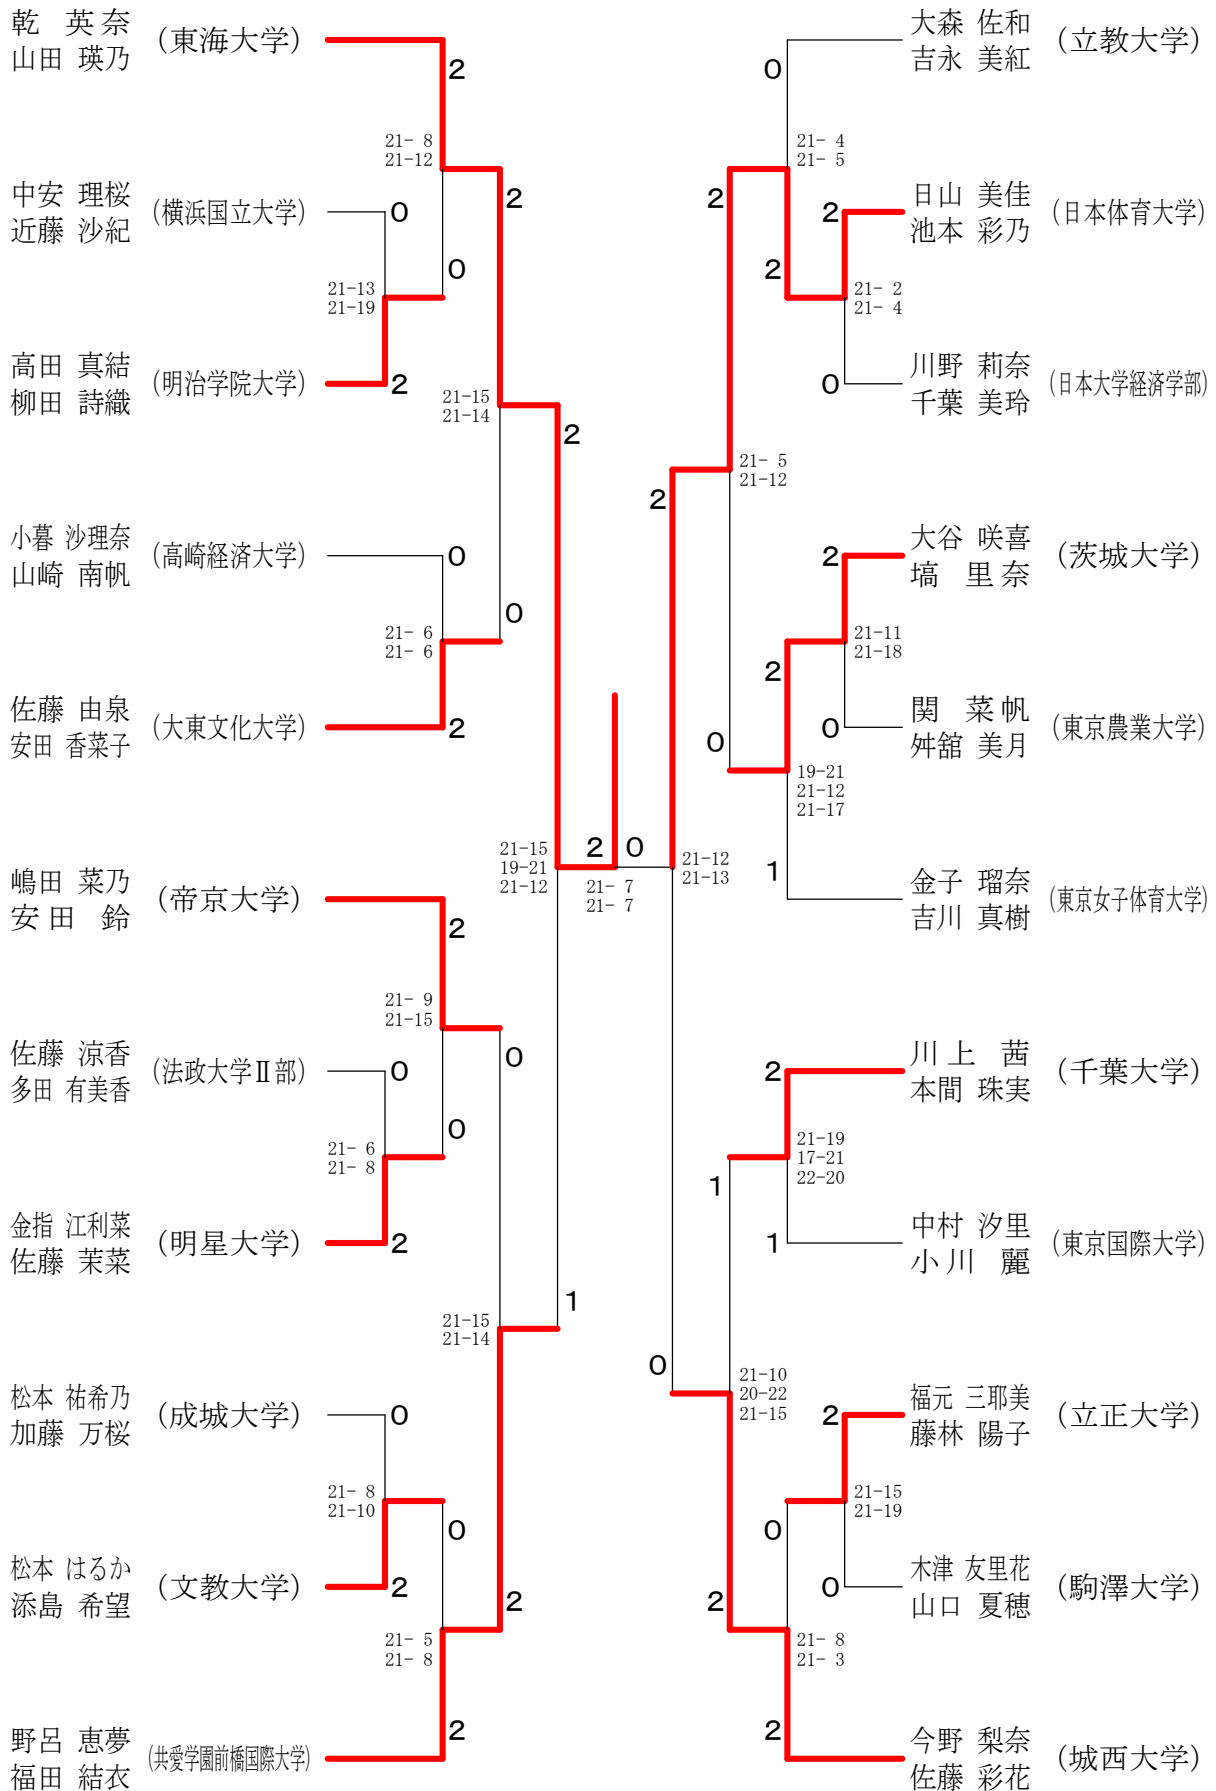 乾 英奈
山田 瑛乃
(東海大学)
2
21- 8
21-12
中安 理桜
近藤 沙紀
(横浜国立大学)
0
2
0
21-13
21-19
高田 真結
柳田 詩織
(明治学院大学)
2
21-15
21-14
2
小暮 沙理奈
山崎 南帆
(高崎経済大学)
0
0
21- 6
21- 6
佐藤 由泉
安田 香菜子
(大東文化大学)
2
21-15
19-21
21-12
2
0
21- 7
21- 7
嶋田 菜乃
安田 鈴
(帝京大学)
2
21- 9
21-15
0
佐藤 涼香
多田 有美香
(法政大学Ⅱ部)
0
0
21- 6
21- 8
金指 江利菜
佐藤 茉菜
(明星大学)
2
1
21-15
21-14
松本 祐希乃
加藤 万桜
(成城大学)
0
21- 8
21-10
0
松本 はるか
添島 希望
(文教大学)
2
2
21- 5
21- 8
野呂 恵夢
福田 結衣
(共愛学園前橋国際大学)
2
大森 佐和
吉永 美紅
(立教大学)
0
21- 4
21- 5
日山 美佳
池本 彩乃
(日本体育大学)
2
2
2
21- 2
21- 4
川野 莉奈
千葉 美玲
(日本大学経済学部)
0
21- 5
21-12
2
大谷 咲喜
塙 里奈
(茨城大学)
2
21-11
21-18
2
関 菜帆
舛舘 美月
(東京農業大学)
0
0
19-21
21-12
21-17
21-12
21-13
1
金子 瑠奈
吉川 真樹
(東京女子体育大学)
川上 茜
本間 珠実
(千葉大学)
2
21-19
17-21
22-20
1
中村 汐里
小川 麗
(東京国際大学)
1
0
21-10
20-22
21-15
福元 三耶美
藤林 陽子
(立正大学)
2
21-15
21-19
0
木津 友里花
山口 夏穂
(駒澤大学)
0
2
21- 8
21- 3
今野 梨奈
佐藤 彩花
(城西大学)
2